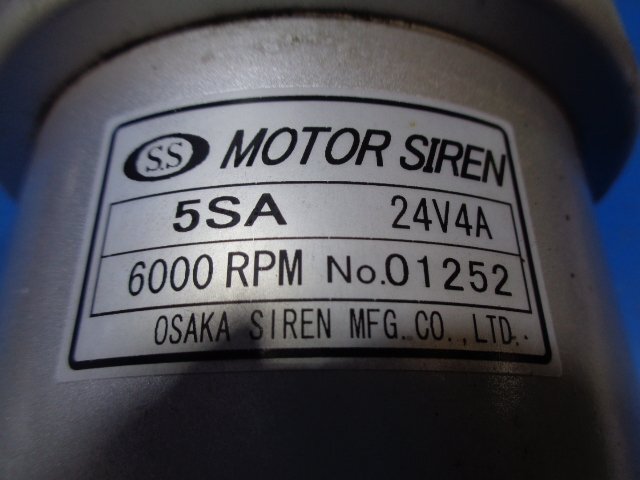 S.S MOTOR SIREN
5SA 24V4A
6000 RPM No.01252
OSAKA SIREN MFG.CO.,LTD.